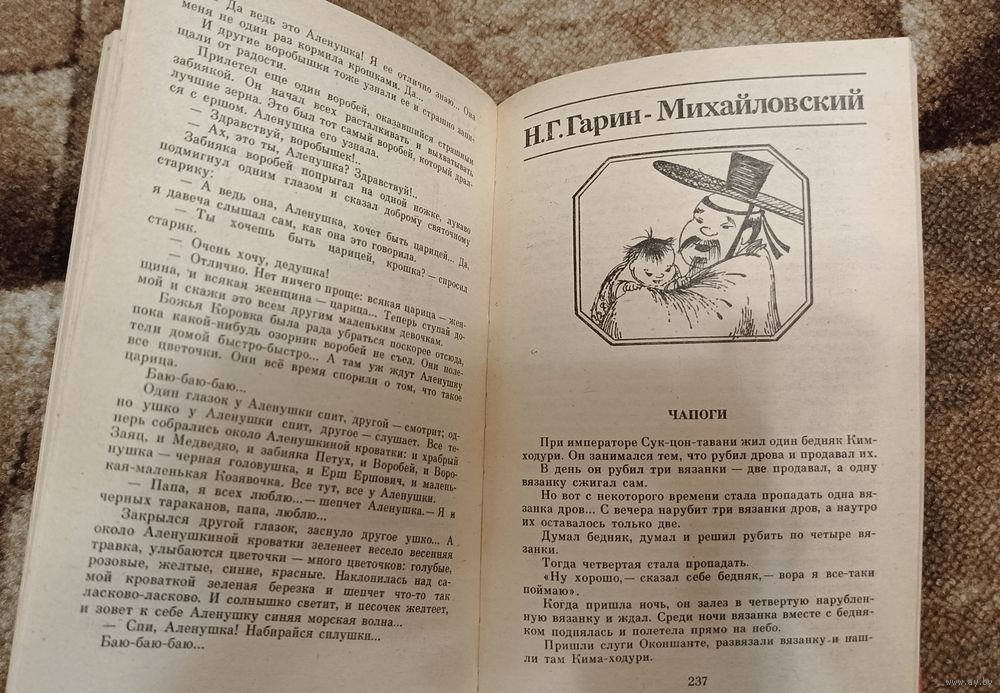 Да ведь это Аленушка! Я ее отлично знаю... Она
меня не один раз кормила крошками. Да...
И другие воробышки тоже узнали ее и страшно запи-
щали от радости.
Прилетел еще один воробей, оказавшийся страшным
забиякой. Он начал всех расталкивать и выхватывать
лучшие зерна. Это был тот самый воробей, который драл-
ся с ершом. Аленушка его узнала.
— Здравствуй, воробышек!..
— Ах, это ты, Аленушка? Здравствуй!..
Забияка воробей попрыгал на одной ножке, лукаво
подмигнул одним глазом и сказал доброму святочному
старику:
— А ведь она, Аленушка, хочет быть царицей... Да,
я давеча слышал сам, как она это говорила.
— Ты хочешь быть царицей, крошка? — спросил
старик.
— Очень хочу, дедушка!
— Отлично. Нет ничего проще: всякая царица — жен-
щина, и всякая женщина — царица... Теперь ступай до-
мой и скажи это всем другим маленьким девочкам.
Божья Коровка была рада убраться поскорее отсюда,
пока какой-нибудь озорник воробей не съел. Они поле-
тели домой быстро-быстро... А там уж ждут Аленушку
все цветочки. Они всё время спорили о том, что такое
царица.
Баю-баю-баю...
Один глазок у Аленушки спит, другой — смотрит; од-
но ушко у Аленушки спит, другое — слушает. Все те-
перь собрались около Аленушкиной кроватки: и храбрый
Заяц, и Медведко, и забияка Петух, и Воробей, и Воро-
нушка — черная головушка, и Ерш Ершович, и малень-
кая-маленькая Козявочка. Все тут, все у Аленушки.
— Папа, я всех люблю... — шепчет Аленушка. — Я и
черных тараканов, папа, люблю...
Закрылся другой глазок, заснуло другое ушко... А
около Аленушкиной кроватки зеленеет весело весенняя
травка, улыбаются цветочки — много цветочков: голубые,
розовые, желтые, синие, красные. Наклонилась над са-
мой кроваткой зеленая березка и шепчет что-то так
ласково-ласково. И солнышко светит, и песочек желтеет,
и зовет к себе Аленушку синяя морская волна...
— Спи, Аленушка! Набирайся силушки...
Баю-баю-баю...
Н.Г.Гарин-Михайловский
ЧАПОГИ
При императоре Сук-цон-тавани жил один бедняк Ким-
ходури. Он занимался тем, что рубил дрова и продавал их.
В день он рубил три вязанки — две продавал, а одну
вязанку сжигал сам.
Но вот с некоторого времени стала пропадать одна вя-
занка дров... С вечера нарубит три вязанки дров, а наутро
их оставалось только две.
Думал бедняк, думал и решил рубить по четыре вя-
занки.
Тогда четвертая стала пропадать.
«Ну хорошо, — сказал себе бедняк, — вора я все-таки
поймаю».
Когда пришла ночь, он залез в четвертую нарублен-
ную вязанку и ждал. Среди ночи вязанка вместе с бедня-
ком поднялась и полетела прямо на небо.
Пришли слуги Оконшанте, развязали вязанку и наш-
ли там Кима-ходури.
237
www.ay.by